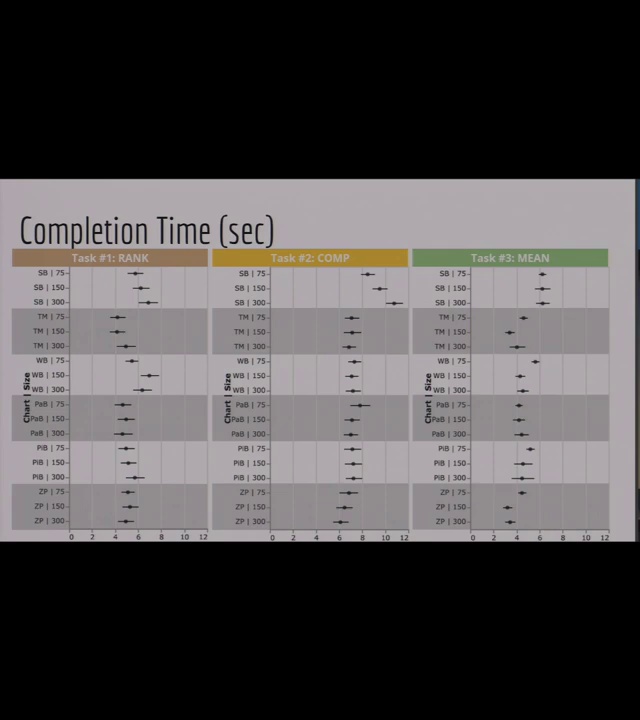 Completion Time (sec)
Task #1: RANK
SB | 75
SB | 150
SB | 300
TM | 75
TM | 150
TM | 300
WB | 75
WB | 150
WB | 300
PaB | 75
PaB | 150
PaB | 300
PiB | 75
PiB | 150
PiB | 300
ZP | 75
ZP | 150
ZP | 300
Chart | Size
0 2 4 6 8 10 12
Task #2: COMP
SB | 75
SB | 150
SB | 300
TM | 75
TM | 150
TM | 300
WB | 75
WB | 150
WB | 300
PaB | 75
PaB | 150
PaB | 300
PiB | 75
PiB | 150
PiB | 300
ZP | 75
ZP | 150
ZP | 300
Chart | Size
0 2 4 6 8 10 12
Task #3: MEAN
SB | 75
SB | 150
SB | 300
TM | 75
TM | 150
TM | 300
WB | 75
WB | 150
WB | 300
PaB | 75
PaB | 150
PaB | 300
PiB | 75
PiB | 150
PiB | 300
ZP | 75
ZP | 150
ZP | 300
Chart | Size
0 2 4 6 8 10 12